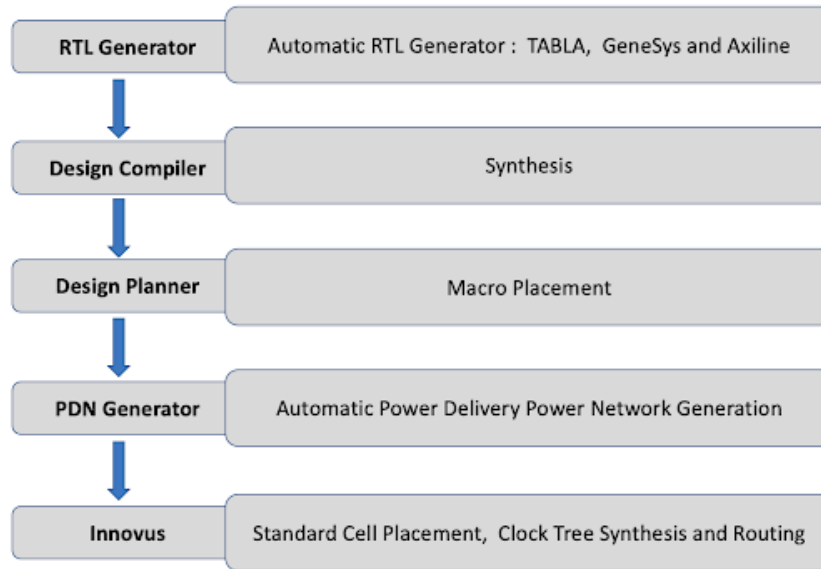 RTL Generator
Automatic RTL Generator : TABLA, GeneSys and Axiline
Design Compiler
Synthesis
Design Planner
Macro Placement
PDN Generator
Automatic Power Delivery Power Network Generation
Innovus
Standard Cell Placement, Clock Tree Synthesis and Routing